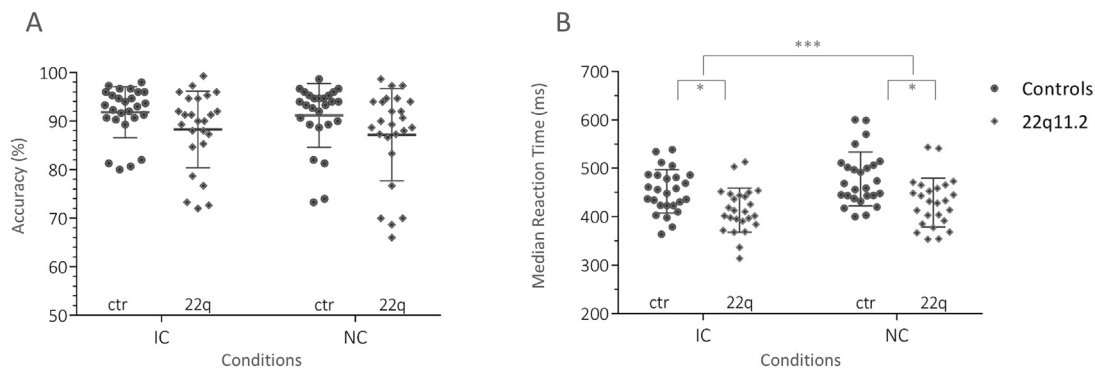 A
Accuracy (%)
100
90
80
70
60
50
ctr 22q ctr 22q
IC NC
Conditions
B
***
* *
Median Reaction Time (ms)
700
600
500
400
300
200
ctr 22q ctr 22q
IC NC
Conditions
Controls
22q11.2